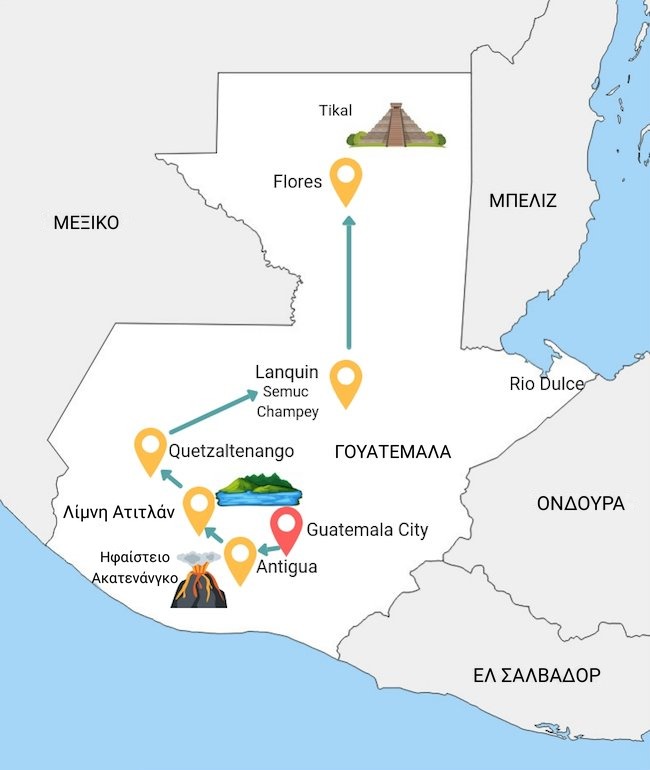 Tikal
Flores
ΜΕΞΙΚΟ
ΜΠΕΛΙΖ
Lanquin
Semuc
Champey
Rio Dulce
Quetzaltenango
ΓΟΥΑΤΕΜΑΛΑ
Λίμνη Ατιτλάν
ΟΝΔΟΥΡΑ
Guatemala City
Ηφαίστειο
Ακατενάνγκο
Antigua
ΕΛ ΣΑΛΒΑΔΟΡ